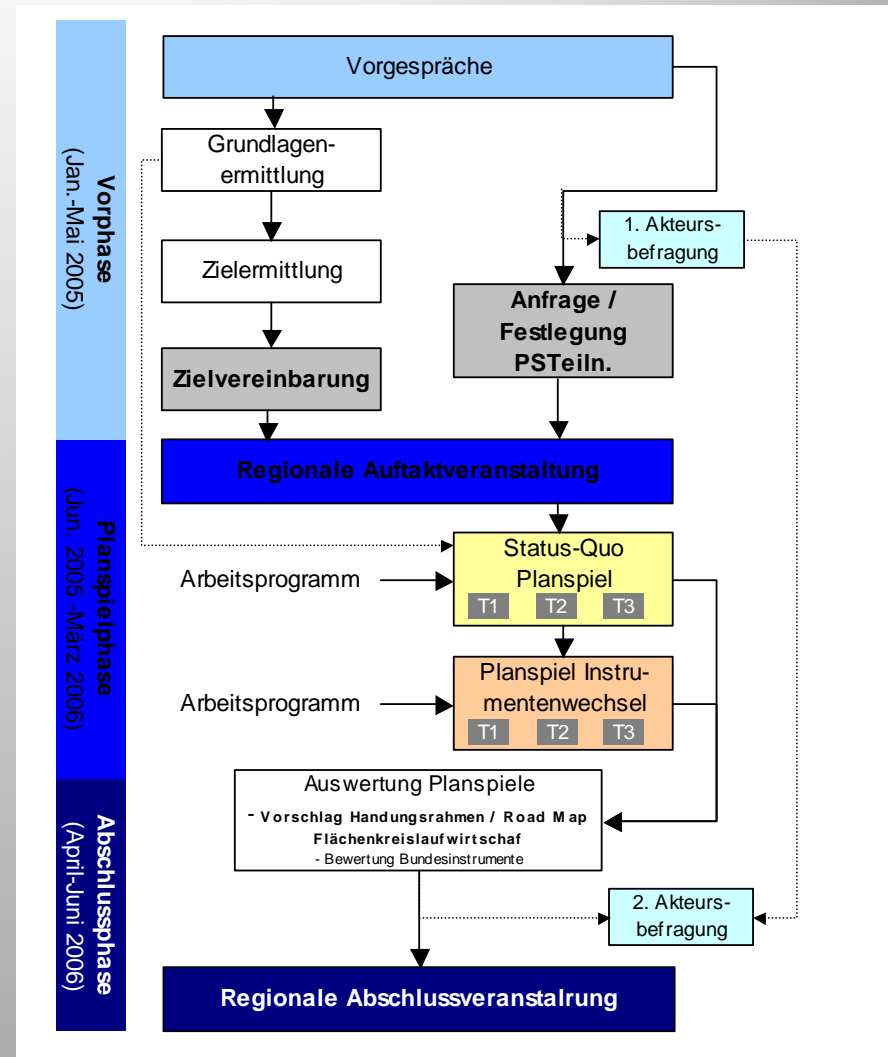 Vorgespräche
Vorphase
(Jan.-Mai 2005)
Grundlagen-
ermittlung
1. Akteurs-
befragung
Zielermittlung
Anfrage /
Festlegung
PSTeiln.
Zielvereinbarung
Regionale Auftaktveranstaltung
Planspielphase
(Jun. 2005 -März 2006)
Status-Quo
Planspiel
T1 T2 T3
Arbeitsprogramm
Planspiel Instru-
mentenwechsel
T1 T2 T3
Arbeitsprogramm
Abschlussphase
(April-Juni 2006)
Auswertung Planspiele
- Vorschlag Handungsrahmen / Road Map
Flächenkreislaufwirtschaf
- Bewertung Bundesinstrumente
2. Akteurs-
befragung
Regionale Abschlussveranstalrung